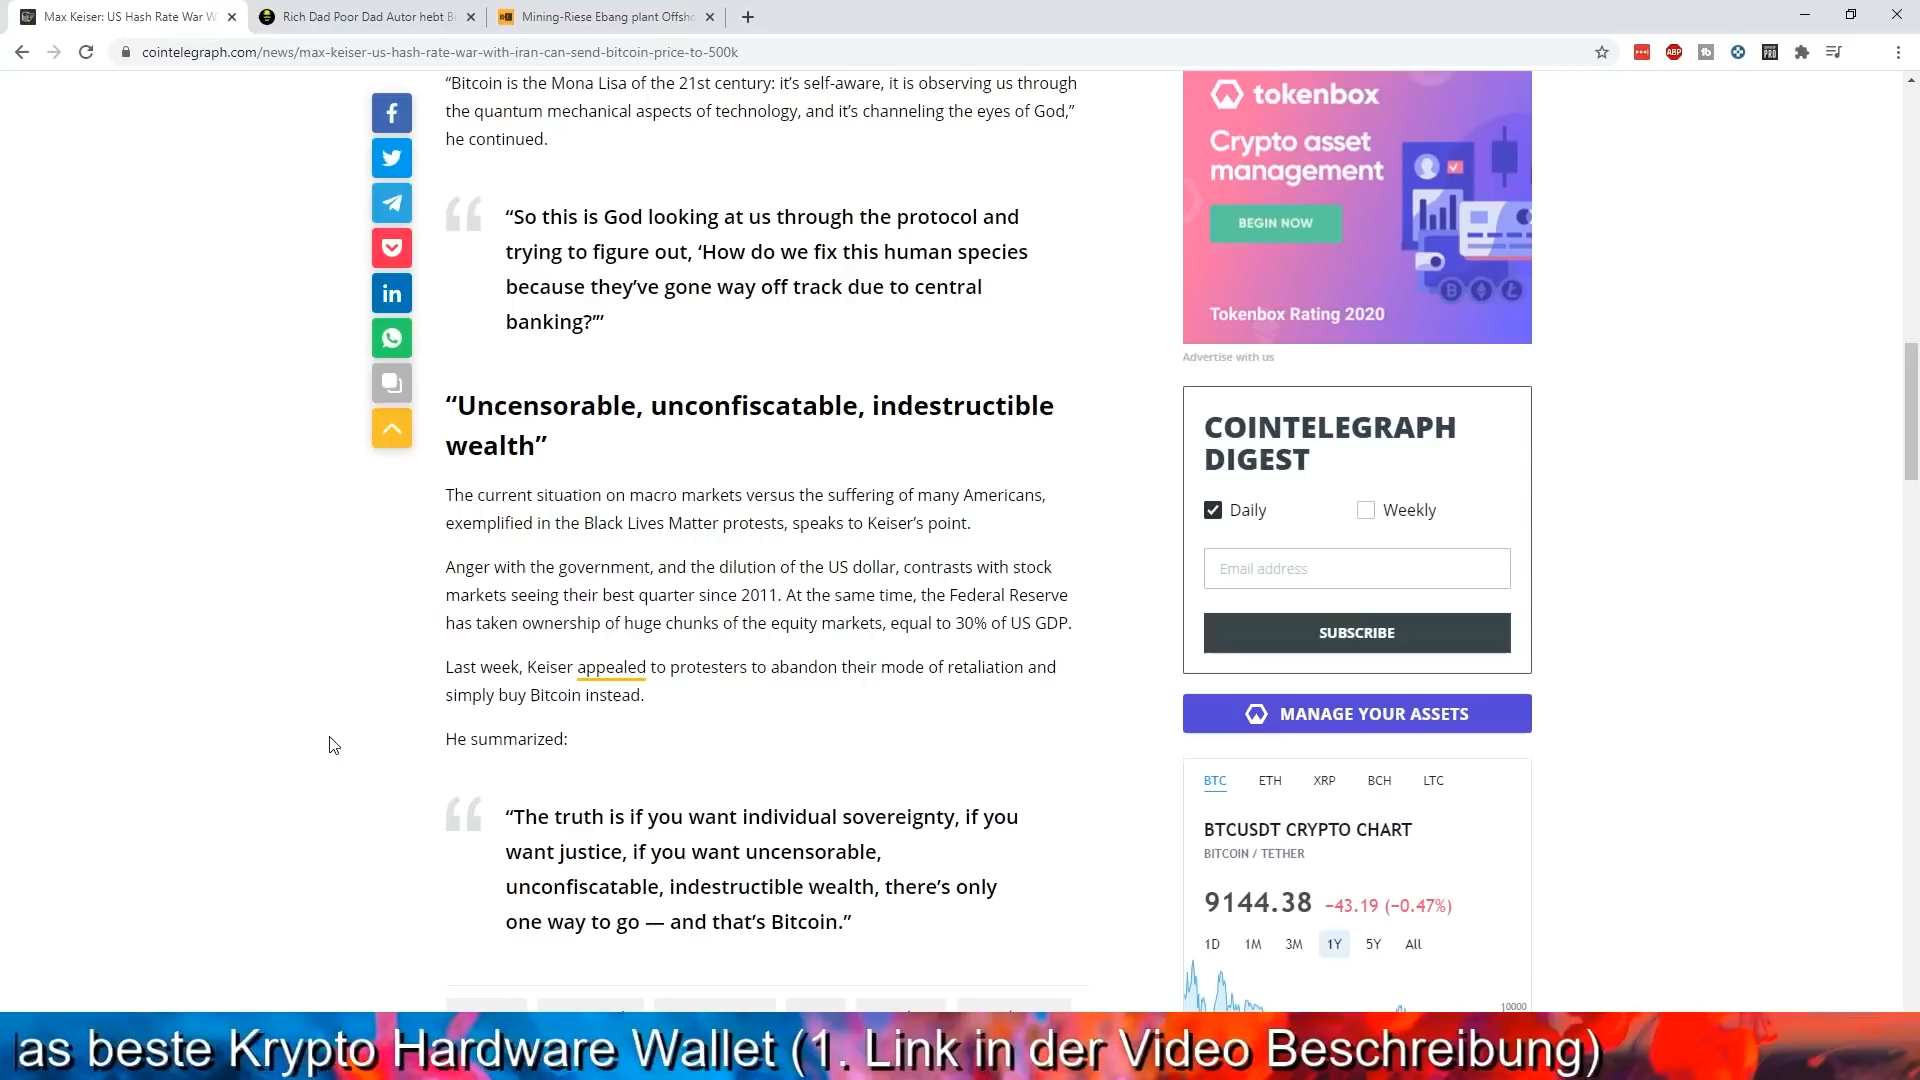 Max Keiser: US Hash Rate War W
Rich Dad Poor Dad Autor hebt Bi
Mining-Riese Ebang plant Offsho
cointelegraph.com/news/max-keiser-us-hash-rate-war-with-iran-can-send-bitcoin-price-to-500k
ABP
“Bitcoin is the Mona Lisa of the 21st century: it’s self-aware, it is observing us through
the quantum mechanical aspects of technology, and it’s channeling the eyes of God,”
he continued.
“So this is God looking at us through the protocol and
trying to figure out, ‘How do we fix this human species
because they’ve gone way off track due to central
banking?’”
“Uncensorable, unconfiscatable, indestructible
wealth”
The current situation on macro markets versus the suffering of many Americans,
exemplified in the Black Lives Matter protests, speaks to Keiser’s point.
Anger with the government, and the dilution of the US dollar, contrasts with stock
markets seeing their best quarter since 2011. At the same time, the Federal Reserve
has taken ownership of huge chunks of the equity markets, equal to 30% of US GDP.
Last week, Keiser appealed to protesters to abandon their mode of retaliation and
simply buy Bitcoin instead.
He summarized:
“The truth is if you want individual sovereignty, if you
want justice, if you want uncensorable,
unconfiscatable, indestructible wealth, there’s only
one way to go — and that’s Bitcoin.”
tokenbox
Crypto asset
management
BEGIN NOW
Tokenbox Rating 2020
Advertise with us
COINTELEGRAPH
DIGEST
Daily Weekly
Email address
SUBSCRIBE
MANAGE YOUR ASSETS
BTC ETH XRP BCH LTC
BTCUSDT CRYPTO CHART
BITCOIN / TETHER
9144.38 −43.19 (−0.47%)
1D 1M 3M 1Y 5Y All
10000
as beste Krypto Hardware Wallet (1. Link in der Video Beschreibung)